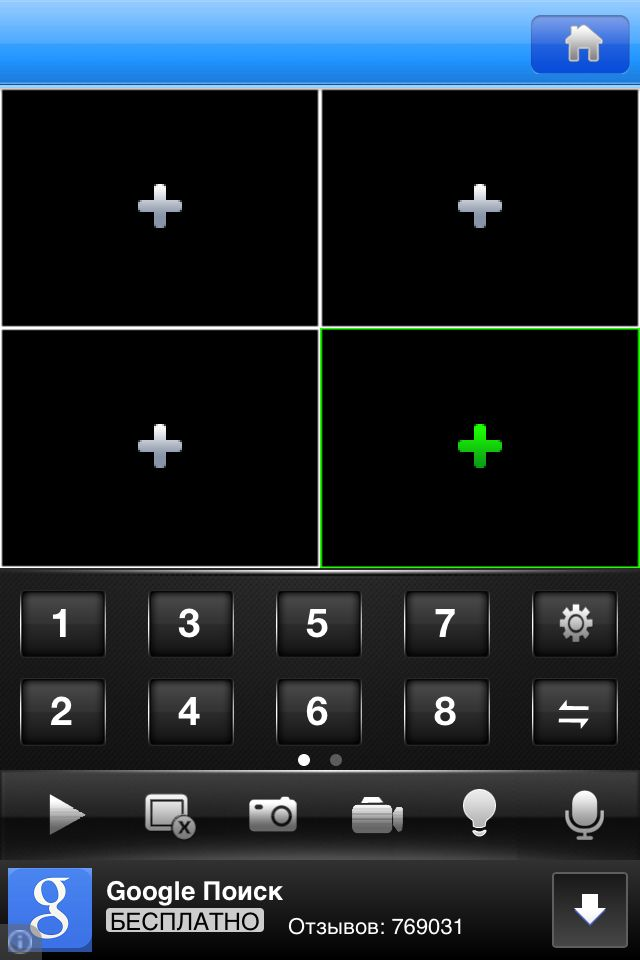 1 3 5 7
2 4 6 8
Google Поиск
БЕСПЛАТНО
Отзывов: 769031